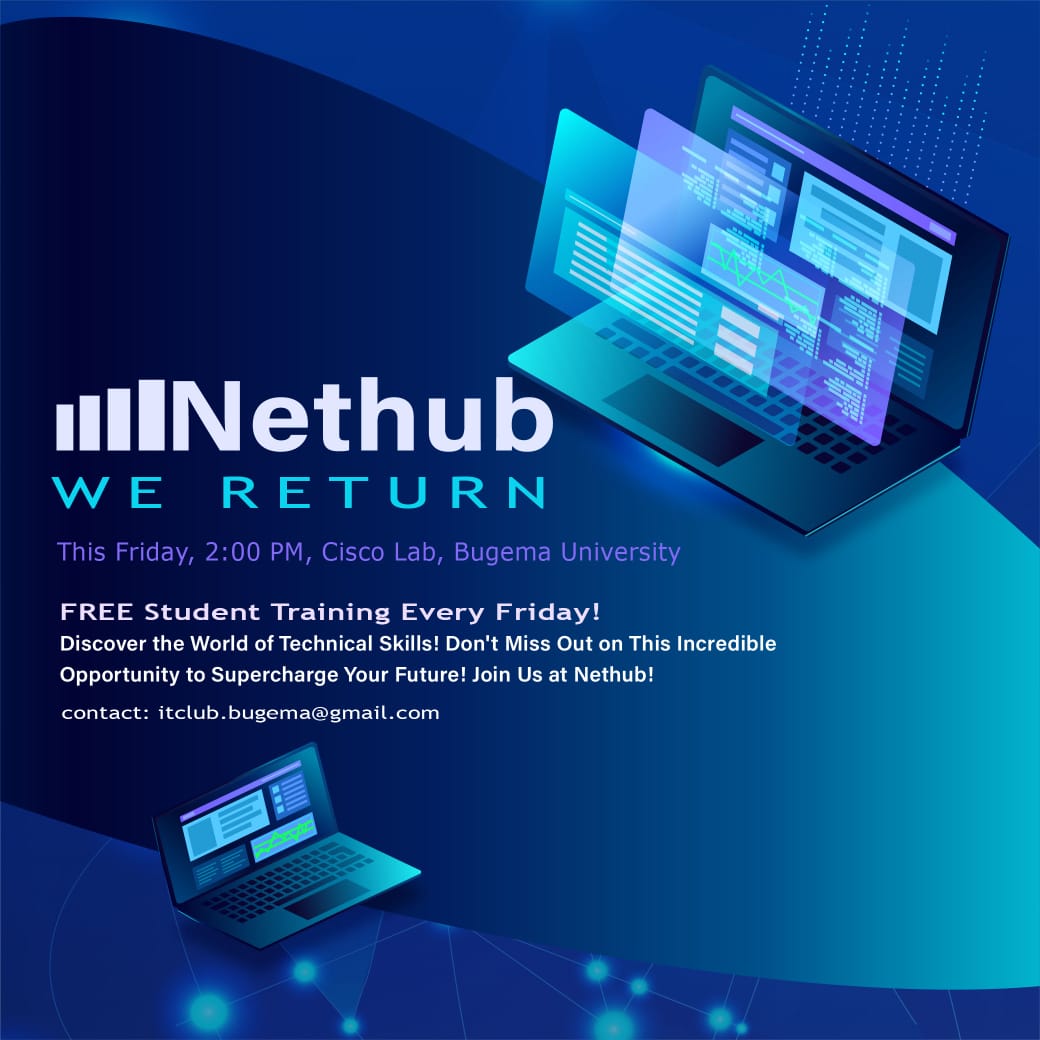 Nethub
WE RETURN
This Friday, 2:00 PM, Cisco Lab, Bugema University
FREE Student Training Every Friday!
Discover the World of Technical Skills! Don't Miss Out on This Incredible
Opportunity to Supercharge Your Future! Join Us at Nethub!
contact: itclub.bugema@gmail.com